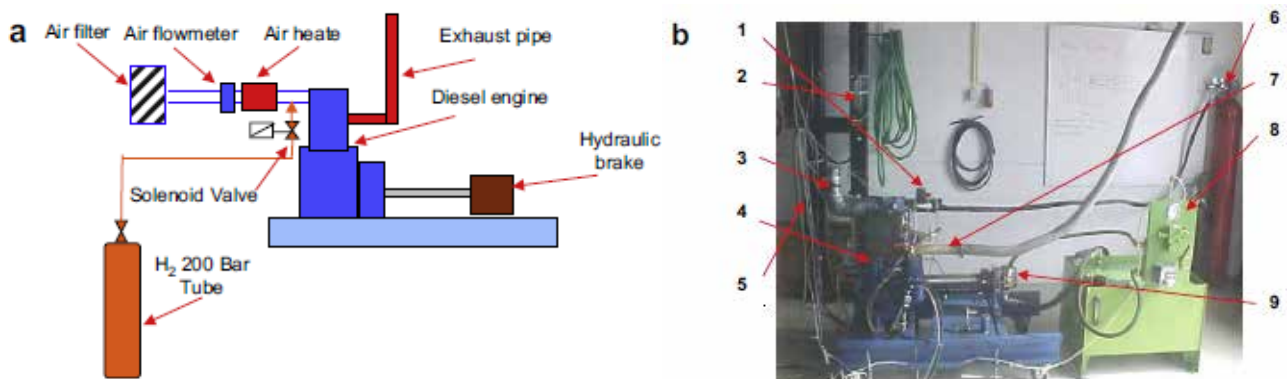 a
Air filter
Air flowmeter
Air heate
Exhaust pipe
Diesel engine
Hydraulic
brake
Solenoid Valve
H₂ 200 Bar
Tube
b
1
2
3
4
5
6
7
8
9